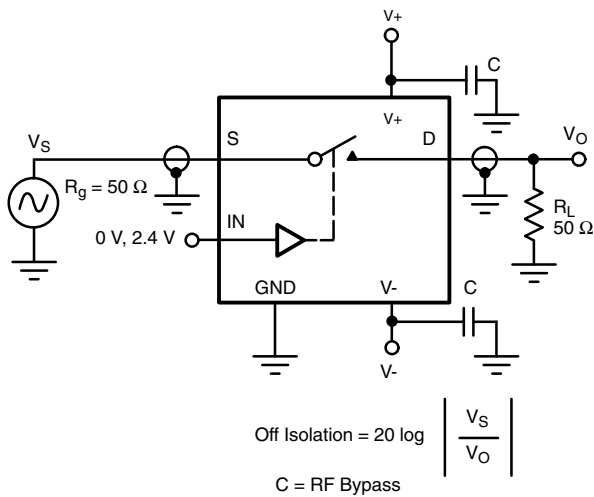 V+
C
V+
VS
S
D
VO
Rg = 50 Ω
RL
50 Ω
IN
0 V, 2.4 V
GND
V-
C
V-
Off Isolation = 20 log | VS / VO |
C = RF Bypass